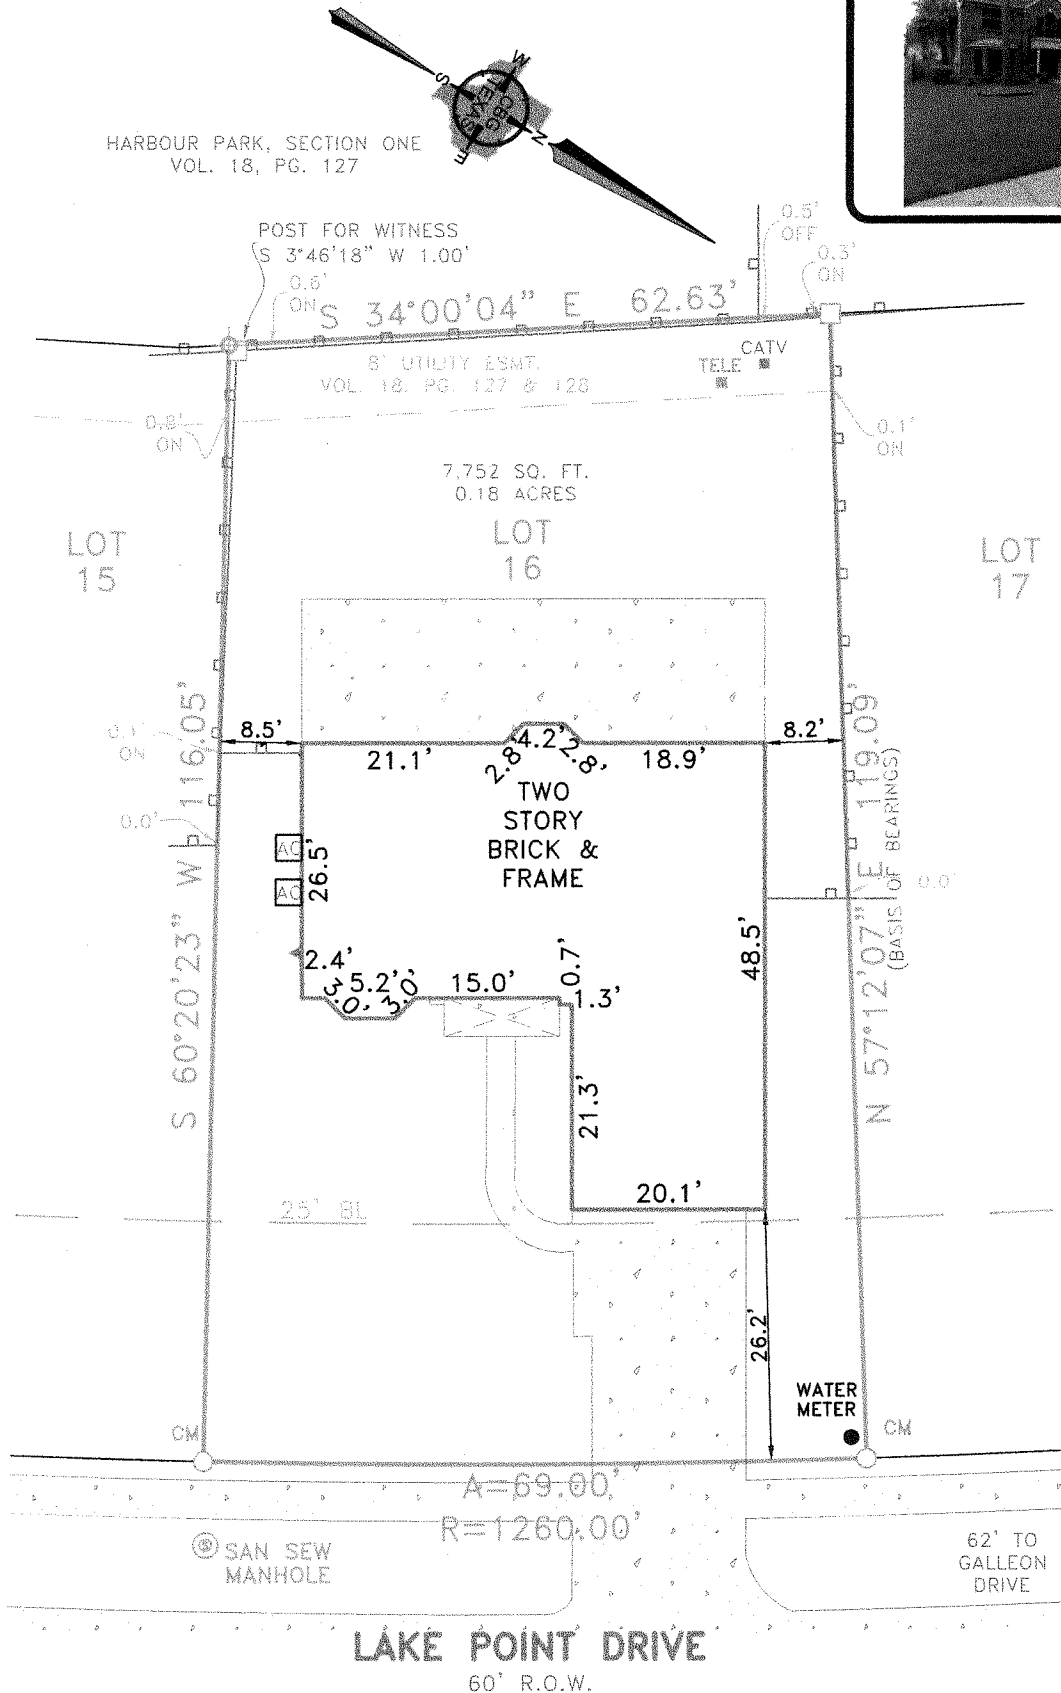 W
S
CBG
TEXAS
N
E
HARBOUR PARK, SECTION ONE
VOL. 18, PG. 127
POST FOR WITNESS
S 3°46'18" W 1.00'
0.5'
OFF
0.3'
ON
0.6'
ON
S 34°00'04" E 62.63'
8' UTILITY ESMT.
VOL. 18, PG. 127 & 128
TELE
CATV
0.8'
ON
0.1'
ON
7,752 SQ. FT.
0.18 ACRES
LOT
15
LOT
16
LOT
17
S 60°20'23" W 116.05'
N 57°12'07" E 119.09'
(BASIS OF BEARINGS)
ON
8.5'
8.2'
21.1'
2.8'
4.2'
2.8'
18.9'
TWO
STORY
BRICK &
FRAME
0.0'
AC
AC
26.5'
0.0'
48.5'
2.4'
3.0'
5.2'
3.0'
15.0'
0.7'
1.3'
21.3'
20.1'
25' BL
26.2'
WATER
METER
CM
CM
A=69.00'
R=1260.00'
S
SAN SEW
MANHOLE
62' TO
GALLEON
DRIVE
LAKE POINT DRIVE
60' R.O.W.